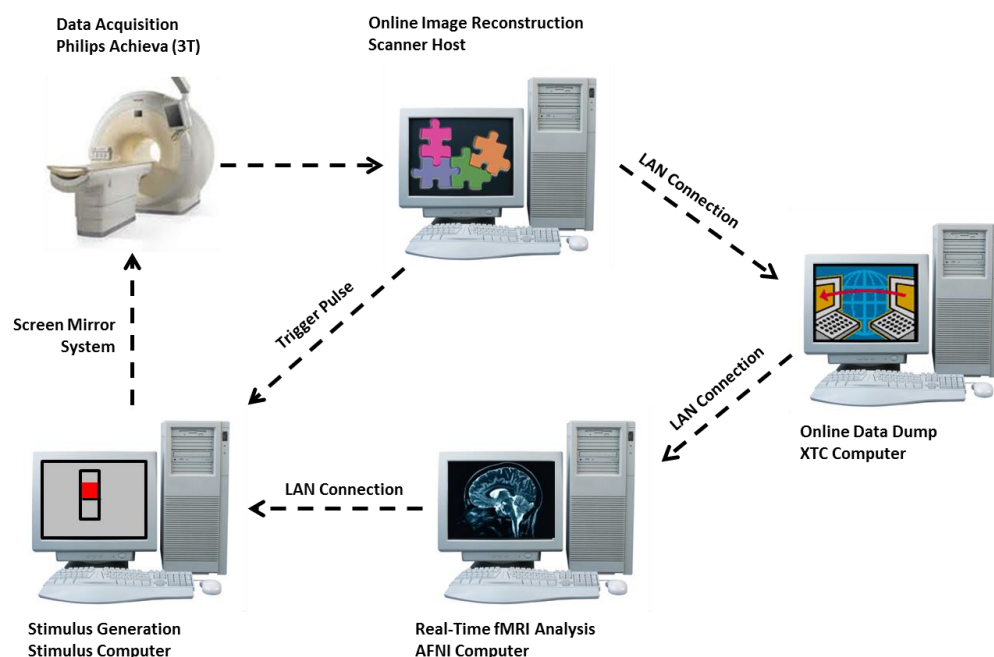 Data Acquisition
Philips Achieva (3T)
Online Image Reconstruction
Scanner Host
LAN Connection
Trigger Pulse
Screen Mirror
System
LAN Connection
Online Data Dump
XTC Computer
LAN Connection
Stimulus Generation
Stimulus Computer
Real-Time fMRI Analysis
AFNI Computer